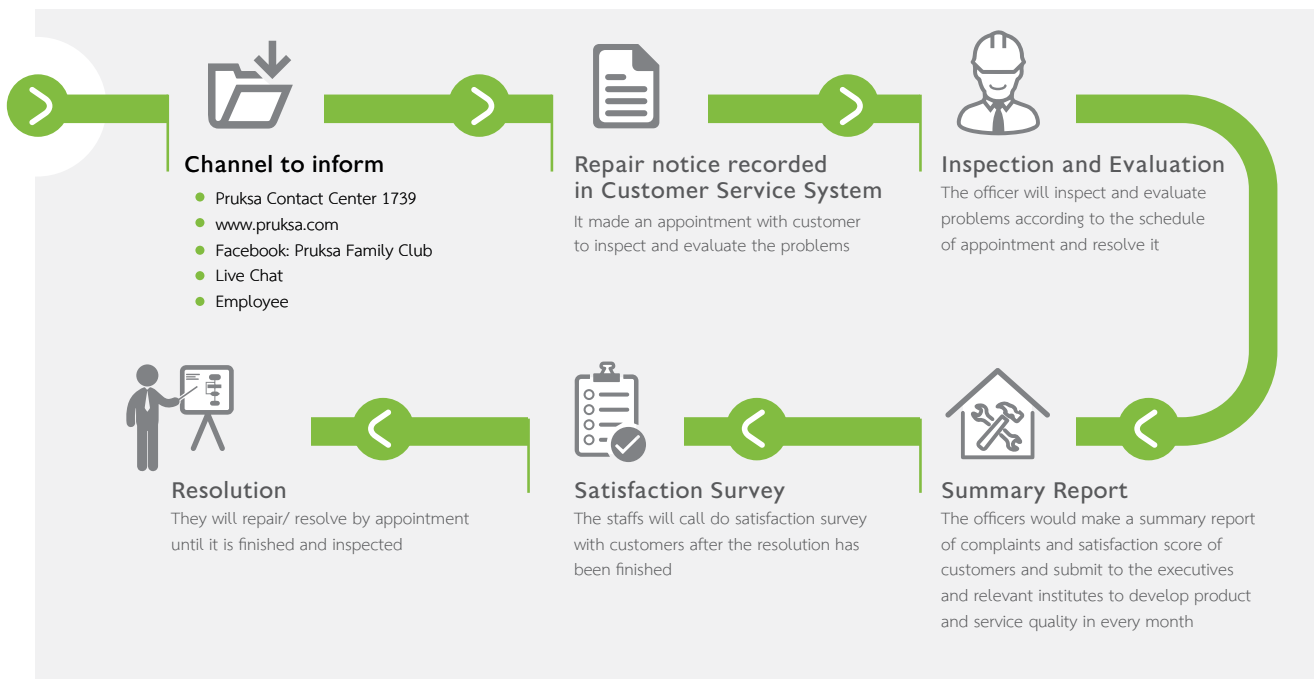 Channel to inform
Pruksa Contact Center 1739
www.pruksa.com
Facebook: Pruksa Family Club
Live Chat
Employee
Repair notice recorded
in Customer Service System
It made an appointment with customer
to inspect and evaluate the problems
Inspection and Evaluation
The officer will inspect and evaluate
problems according to the schedule
of appointment and resolve it
Resolution
They will repair/ resolve by appointment
until it is finished and inspected
Satisfaction Survey
The staffs will call do satisfaction survey
with customers after the resolution has
been finished
Summary Report
The officers would make a summary report
of complaints and satisfaction score of
customers and submit to the executives
and relevant institutes to develop product
and service quality in every month